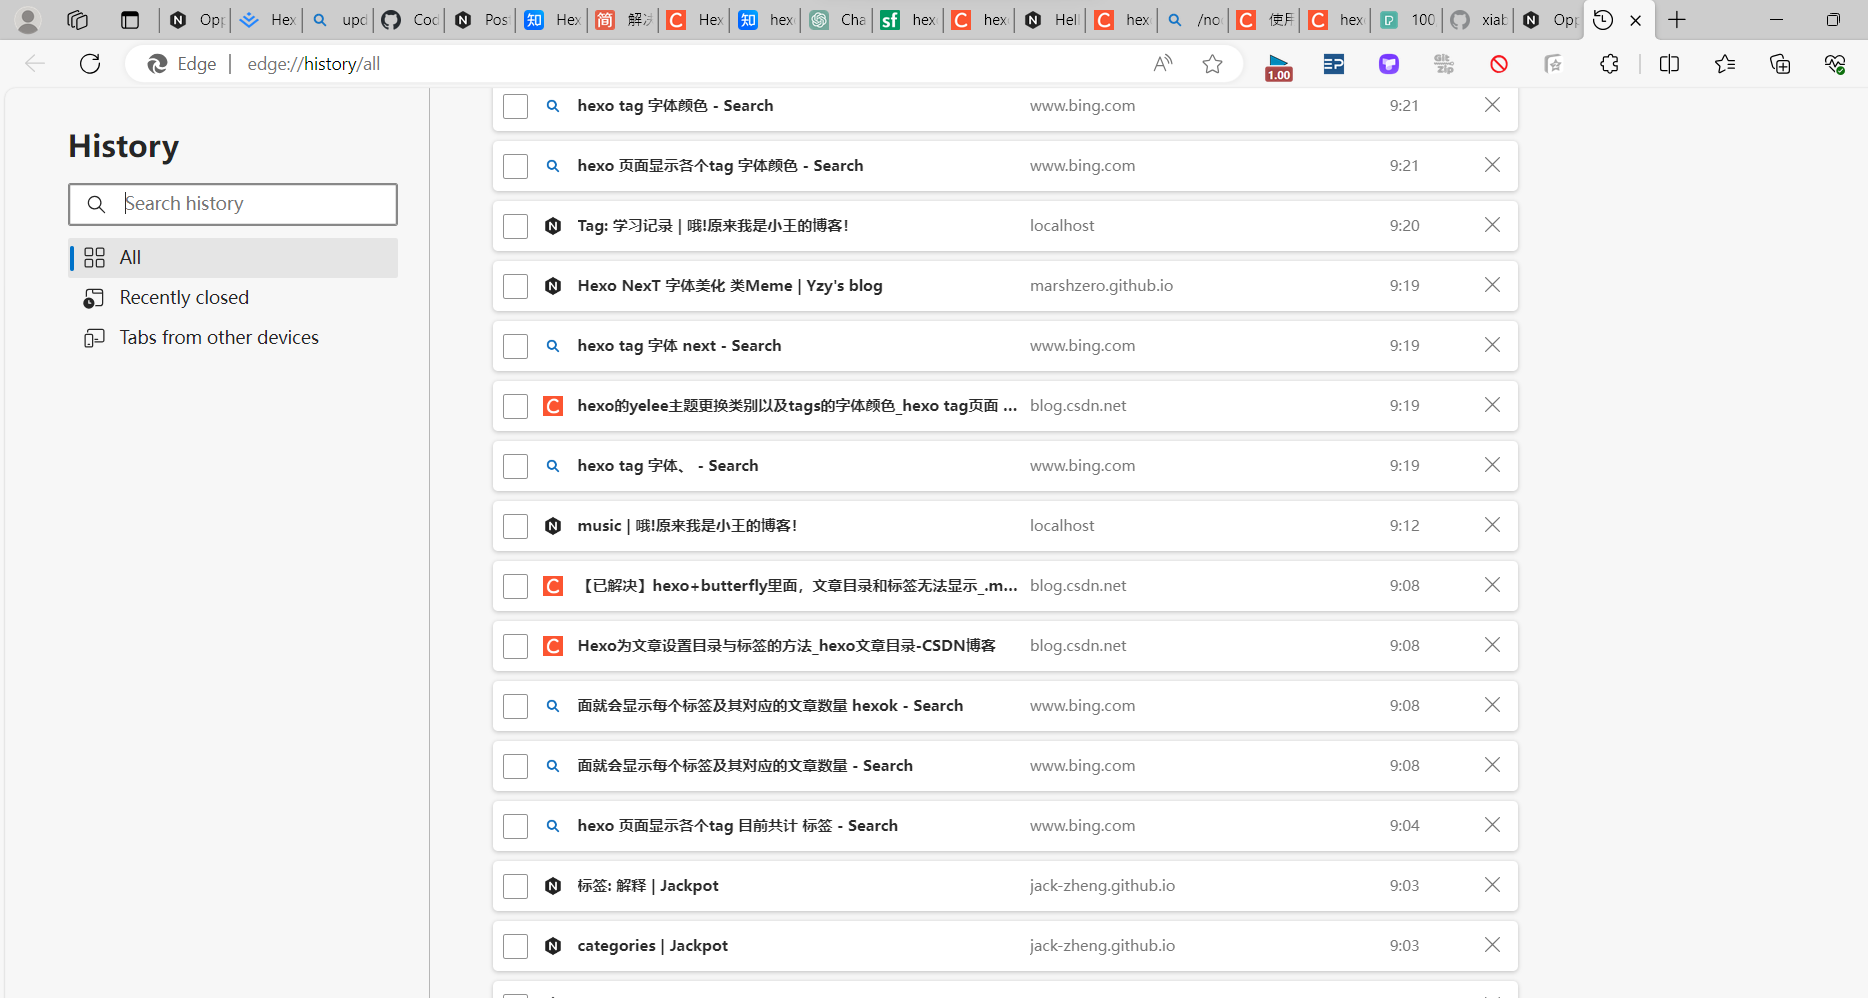 Opp
Hex
upd
Cod
Post
Hex
解决
Hex
hex
Cha
hex
hex
Hell
hex
/no
使用
hex
100
xiab
Opp
Edge
edge://history/all
1.00
EP
Git Zip
History
Search history
All
Recently closed
Tabs from other devices
hexo tag 字体颜色 - Search www.bing.com 9:21
hexo 页面显示各个tag 字体颜色 - Search www.bing.com 9:21
Tag: 学习记录 | 哦!原来我是小王的博客! localhost 9:20
Hexo NexT 字体美化 类Meme | Yzy's blog marshzero.github.io 9:19
hexo tag 字体 next - Search www.bing.com 9:19
hexo的yelee主题更换类别以及tags的字体颜色_hexo tag页面 ... blog.csdn.net 9:19
hexo tag 字体、 - Search www.bing.com 9:19
music | 哦!原来我是小王的博客! localhost 9:12
【已解决】hexo+butterfly里面，文章目录和标签无法显示_.m... blog.csdn.net 9:08
Hexo为文章设置目录与标签的方法_hexo文章目录-CSDN博客 blog.csdn.net 9:08
面就会显示每个标签及其对应的文章数量 hexok - Search www.bing.com 9:08
面就会显示每个标签及其对应的文章数量 - Search www.bing.com 9:08
hexo 页面显示各个tag 目前共计 标签 - Search www.bing.com 9:04
标签: 解释 | Jackpot jack-zheng.github.io 9:03
categories | Jackpot jack-zheng.github.io 9:03